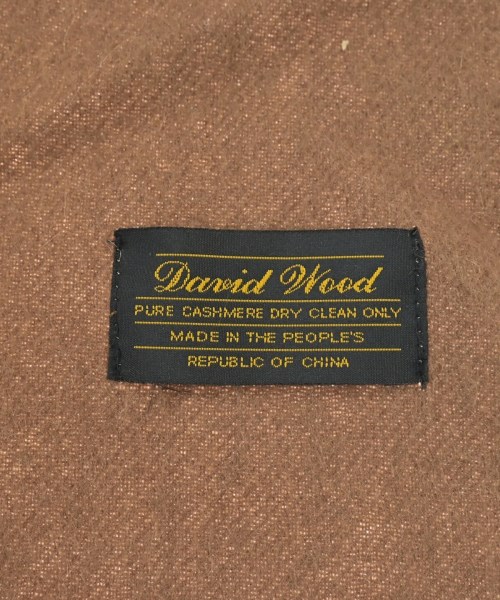 David Wood
PURE CASHMERE DRY CLEAN ONLY
MADE IN THE PEOPLE'S
REPUBLIC OF CHINA